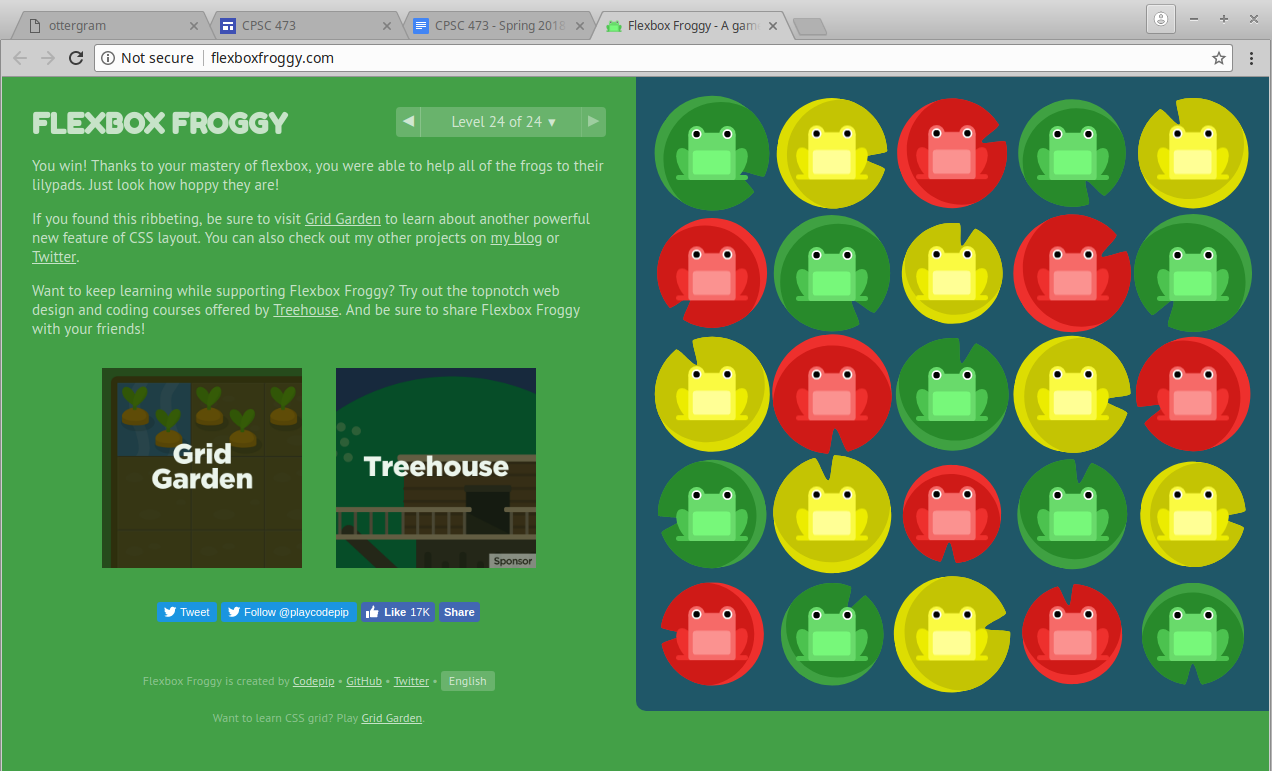 ottergram
CPSC 473
CPSC 473 - Spring 2018
Flexbox Froggy - A game
Not secure
flexboxfroggy.com
FLEXBOX FROGGY
◀ Level 24 of 24 ▼ ▶
You win! Thanks to your mastery of flexbox, you were able to help all of the frogs to their
lilypads. Just look how hoppy they are!
If you found this ribbeting, be sure to visit Grid Garden to learn about another powerful
new feature of CSS layout. You can also check out my other projects on my blog or
Twitter.
Want to keep learning while supporting Flexbox Froggy? Try out the topnotch web
design and coding courses offered by Treehouse. And be sure to share Flexbox Froggy
with your friends!
Grid
Garden
Treehouse
Sponsor
Tweet
Follow @playcodepip
Like 17K
Share
Flexbox Froggy is created by Codepip • GitHub • Twitter • English
Want to learn CSS grid? Play Grid Garden.